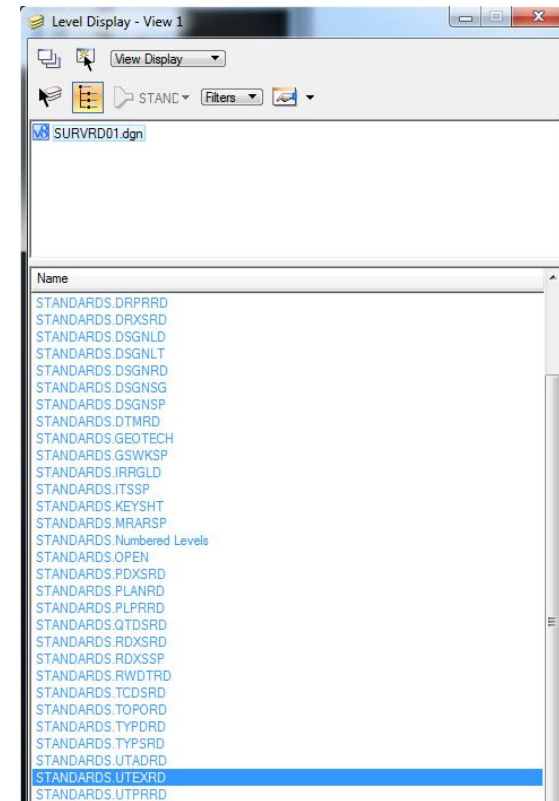 Level Display - View 1
View Display
STAND Filters
SURVRD01.dgn
Name
STANDARDS.DRPRRD
STANDARDS.DRXSRD
STANDARDS.DSGNLD
STANDARDS.DSGNLT
STANDARDS.DSGNRD
STANDARDS.DSGNSG
STANDARDS.DSGNSP
STANDARDS.DTMRD
STANDARDS.GEOTECH
STANDARDS.GSWKSP
STANDARDS.IRRGLD
STANDARDS.ITSSP
STANDARDS.KEYSHT
STANDARDS.MRARSP
STANDARDS.Numbered Levels
STANDARDS.OPEN
STANDARDS.PDXSRD
STANDARDS.PLANRD
STANDARDS.PLPRRD
STANDARDS.QTDSRD
STANDARDS.RDXSRD
STANDARDS.RDXSSP
STANDARDS.RWDTRD
STANDARDS.TCDSRD
STANDARDS.TOPORD
STANDARDS.TYPDRD
STANDARDS.TYPSRD
STANDARDS.UTADRD
STANDARDS.UTEXRD
STANDARDS.UTPRRD